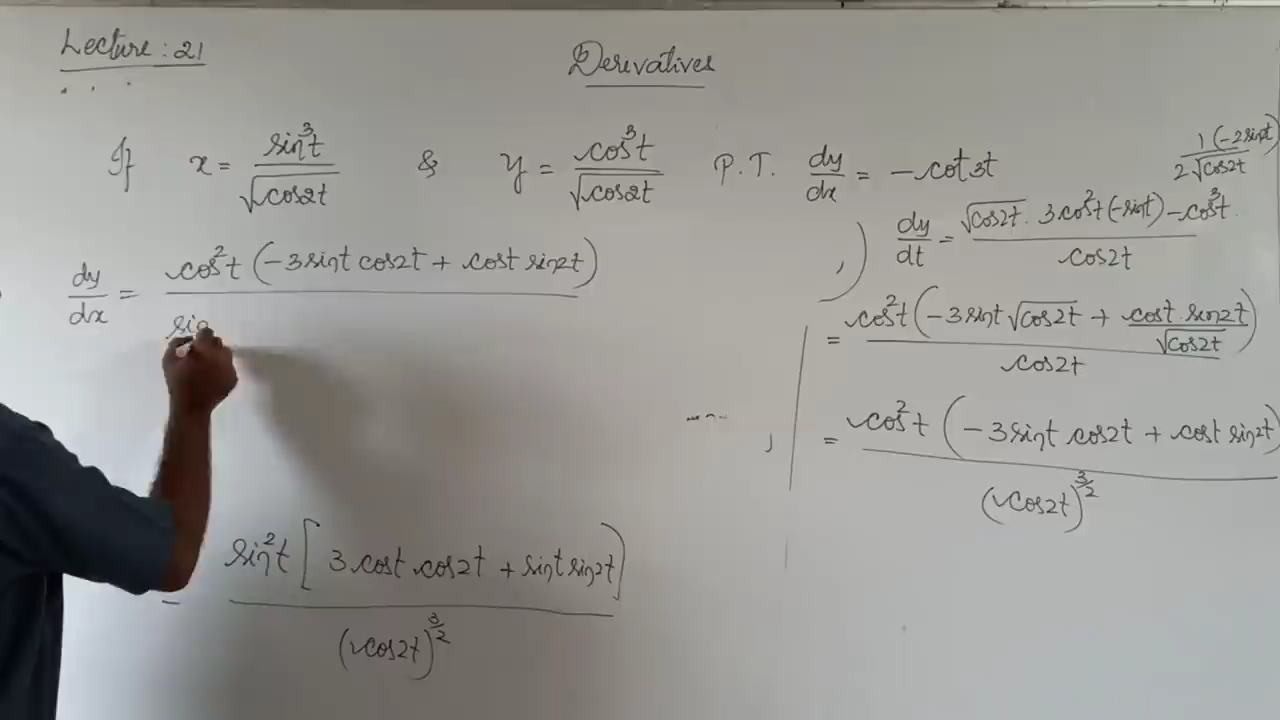 Lecture : 21
Derivatives
If x = sin³t / √cos2t & y = cos³t / √cos2t P.T. dy/dx = - cot3t
1(-2sin2t) / 2√cos2t
dy/dt = √cos2t . 3cos²t(-sint) - cos³t . / cos2t
dy/dx = cos²t (-3sint cos2t + cost sin2t) /
= cos²t (-3sint √cos2t + cost sin2t / √cos2t) / cos2t
= cos²t (-3sint cos2t + cost sin2t) / (cos2t)^3/2
= sin²t [ 3 cost cos2t + sint sin2t ] / (cos2t)^3/2